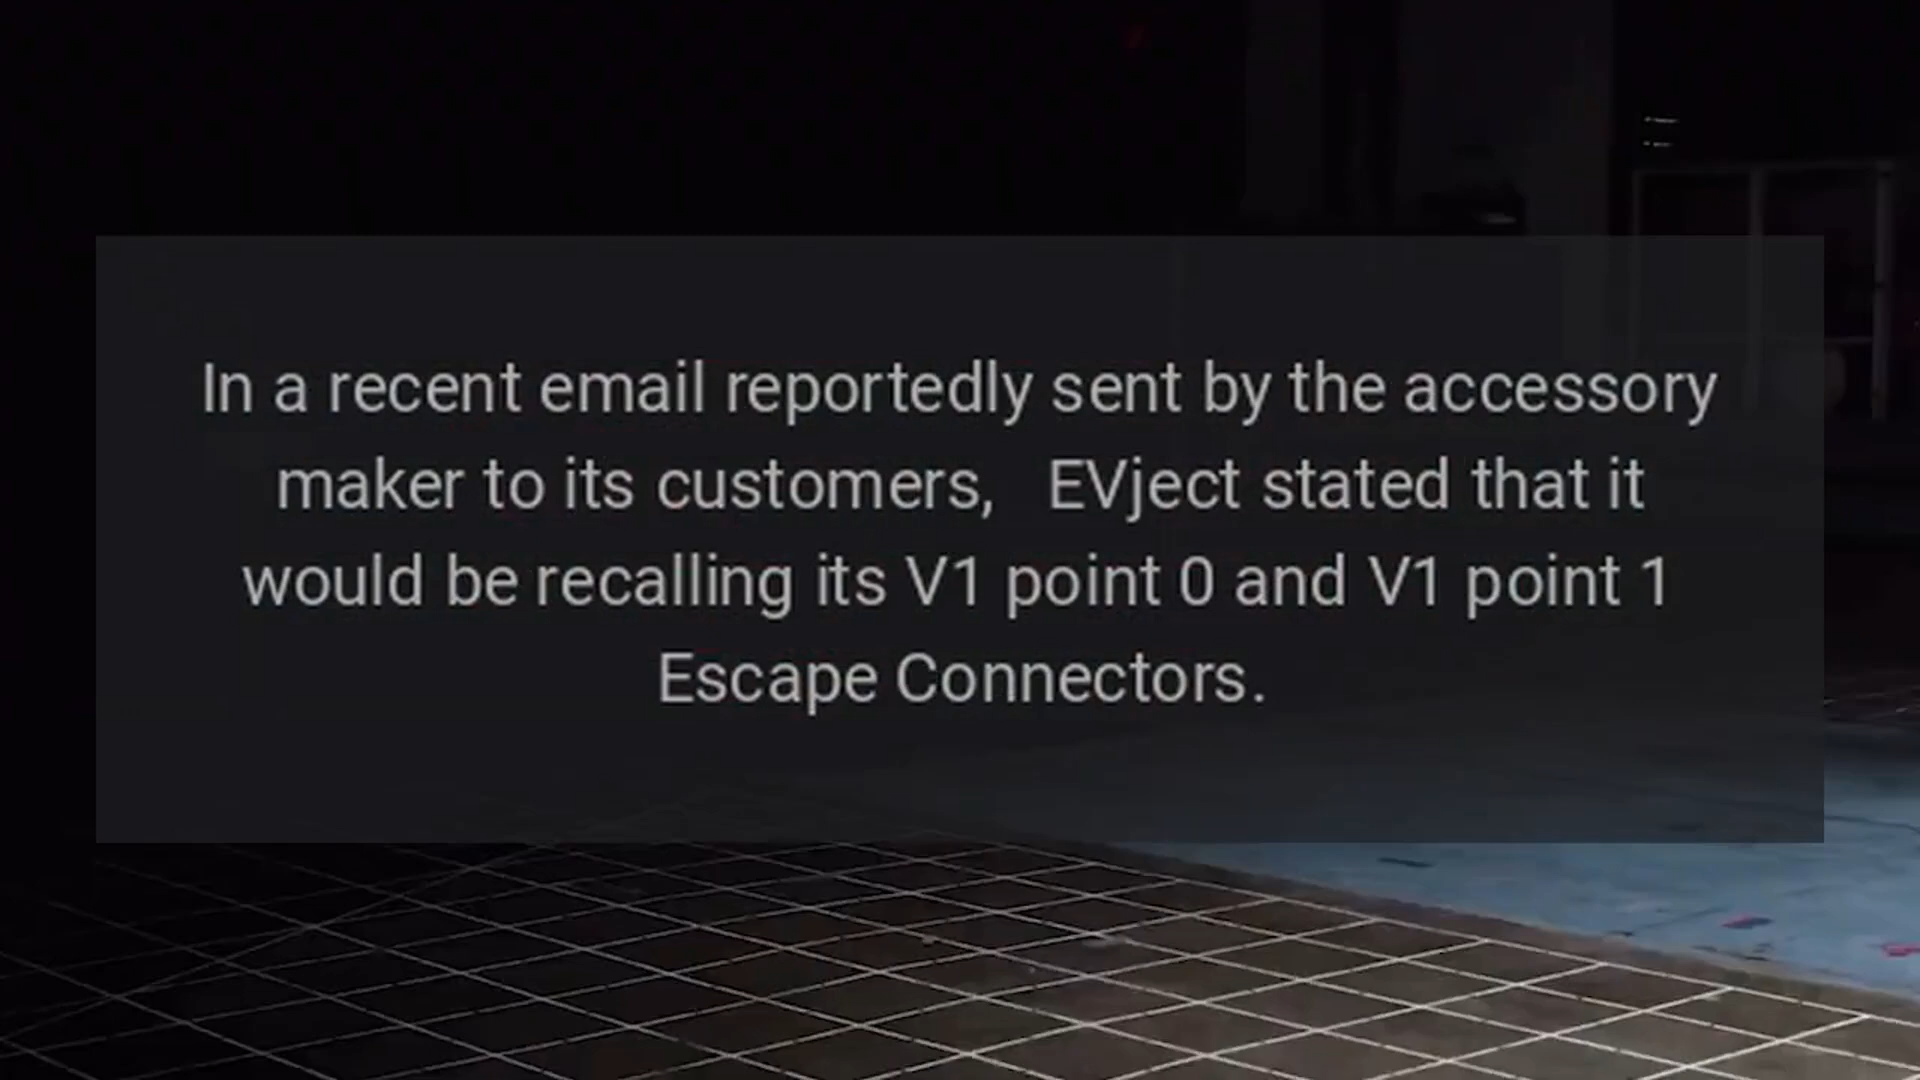 In a recent email reportedly sent by the accessory
maker to its customers, EVject stated that it
would be recalling its V1 point 0 and V1 point 1
Escape Connectors.